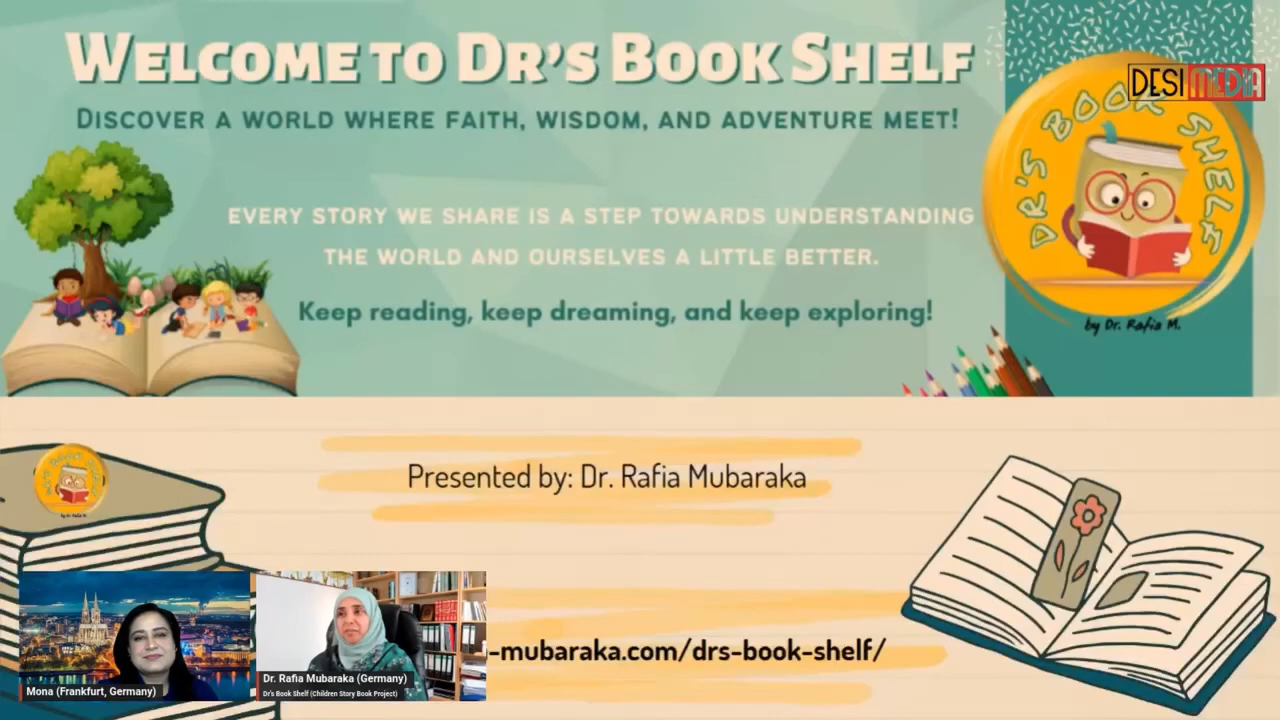 WELCOME TO DR'S BOOK SHELF
DISCOVER A WORLD WHERE FAITH, WISDOM, AND ADVENTURE MEET!
EVERY STORY WE SHARE IS A STEP TOWARDS UNDERSTANDING
THE WORLD AND OURSELVES A LITTLE BETTER.
Keep reading, keep dreaming, and keep exploring!
DESI MEDIA
DR'S BOOK SHELF
by Dr. Rafia M.
Presented by: Dr. Rafia Mubaraka
-mubaraka.com/drs-book-shelf/
Mona (Frankfurt, Germany)
Dr. Rafia Mubaraka (Germany)
Dr's Book Shelf (Children Story Book Project)